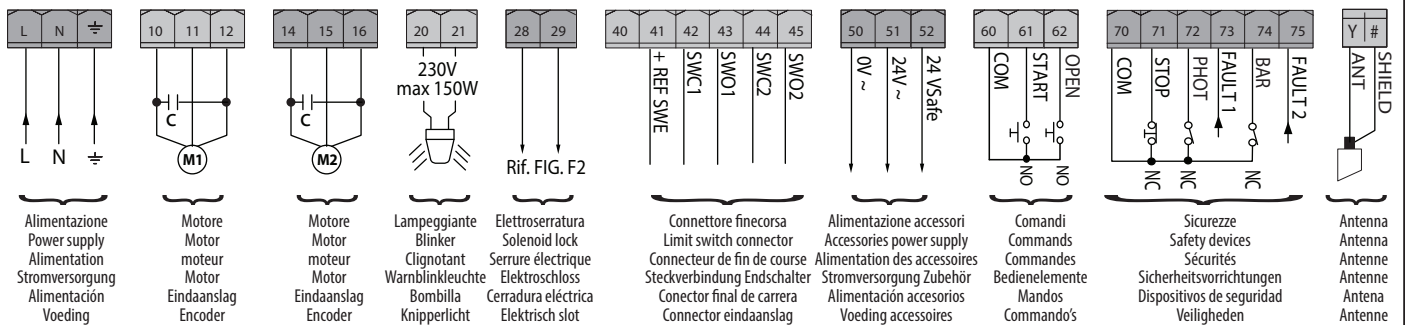 L N
10 11 12
14 15 16
20 21
28 29
40 41 42 43 44 45
50 51 52
60 61 62
70 71 72 73 74 75
Y #
230V
max 150W
+ REF SWE
SWC1
SWO1
SWC2
SWO2
0V ~
24V ~
24 VSafe
COM
START
OPEN
COM
STOP
PHOT
FAULT 1
BAR
FAULT 2
ANT
SHIELD
C
C
L N
M1
M2
Rif. FIG. F2
NO
NO
NC
NC
NC
Alimentazione
Power supply
Alimentation
Stromversorgung
Alimentación
Voeding
Motore
Motor
moteur
Motor
Eindaanslag
Encoder
Motore
Motor
moteur
Motor
Eindaanslag
Encoder
Lampeggiante
Blinker
Clignotant
Warnblinkleuchte
Bombilla
Knipperlicht
Elettroserratura
Solenoid lock
Serrure électrique
Elektroschloss
Cerradura eléctrica
Elektrisch slot
Connettore finecorsa
Limit switch connector
Connecteur de fin de course
Steckverbindung Endschalter
Conector final de carrera
Connector eindaanslag
Alimentazione accessori
Accessories power supply
Alimentation des accessoires
Stromversorgung Zubehör
Alimentación accesorios
Voeding accessoires
Comandi
Commands
Commandes
Bedienelemente
Mandos
Commando's
Sicurezze
Safety devices
Sécurités
Sicherheitsvorrichtungen
Dispositivos de seguridad
Veiligheden
Antenna
Antenna
Antenne
Antenne
Antena
Antenne